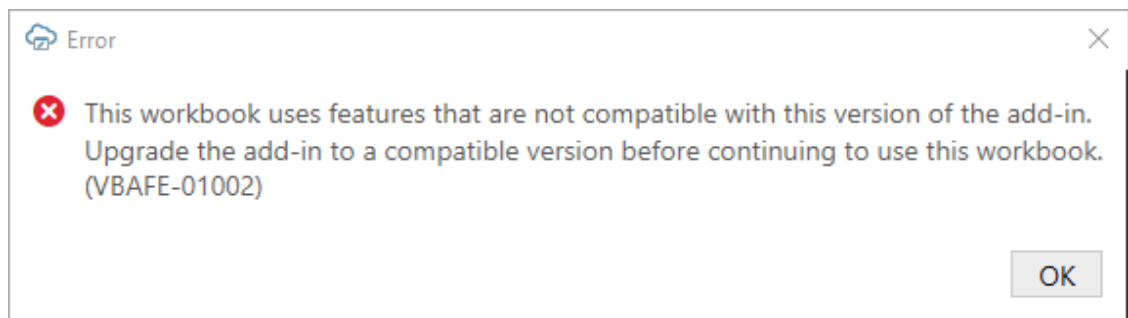 Error
This workbook uses features that are not compatible with this version of the add-in.
Upgrade the add-in to a compatible version before continuing to use this workbook.
(VBAFE-01002)
OK